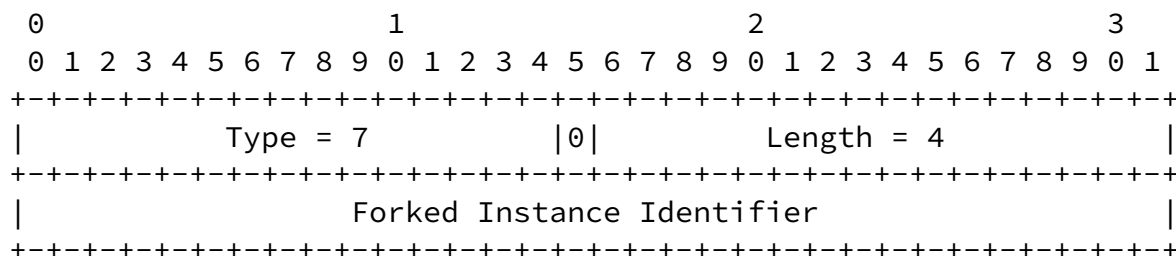 0                   1                   2                   3
 0 1 2 3 4 5 6 7 8 9 0 1 2 3 4 5 6 7 8 9 0 1 2 3 4 5 6 7 8 9 0 1
+-+-+-+-+-+-+-+-+-+-+-+-+-+-+-+-+-+-+-+-+-+-+-+-+-+-+-+-+-+-+-+-+
|           Type = 7          |0|         Length = 4            |
+-+-+-+-+-+-+-+-+-+-+-+-+-+-+-+-+-+-+-+-+-+-+-+-+-+-+-+-+-+-+-+-+
|                  Forked Instance Identifier                   |
+-+-+-+-+-+-+-+-+-+-+-+-+-+-+-+-+-+-+-+-+-+-+-+-+-+-+-+-+-+-+-+-+